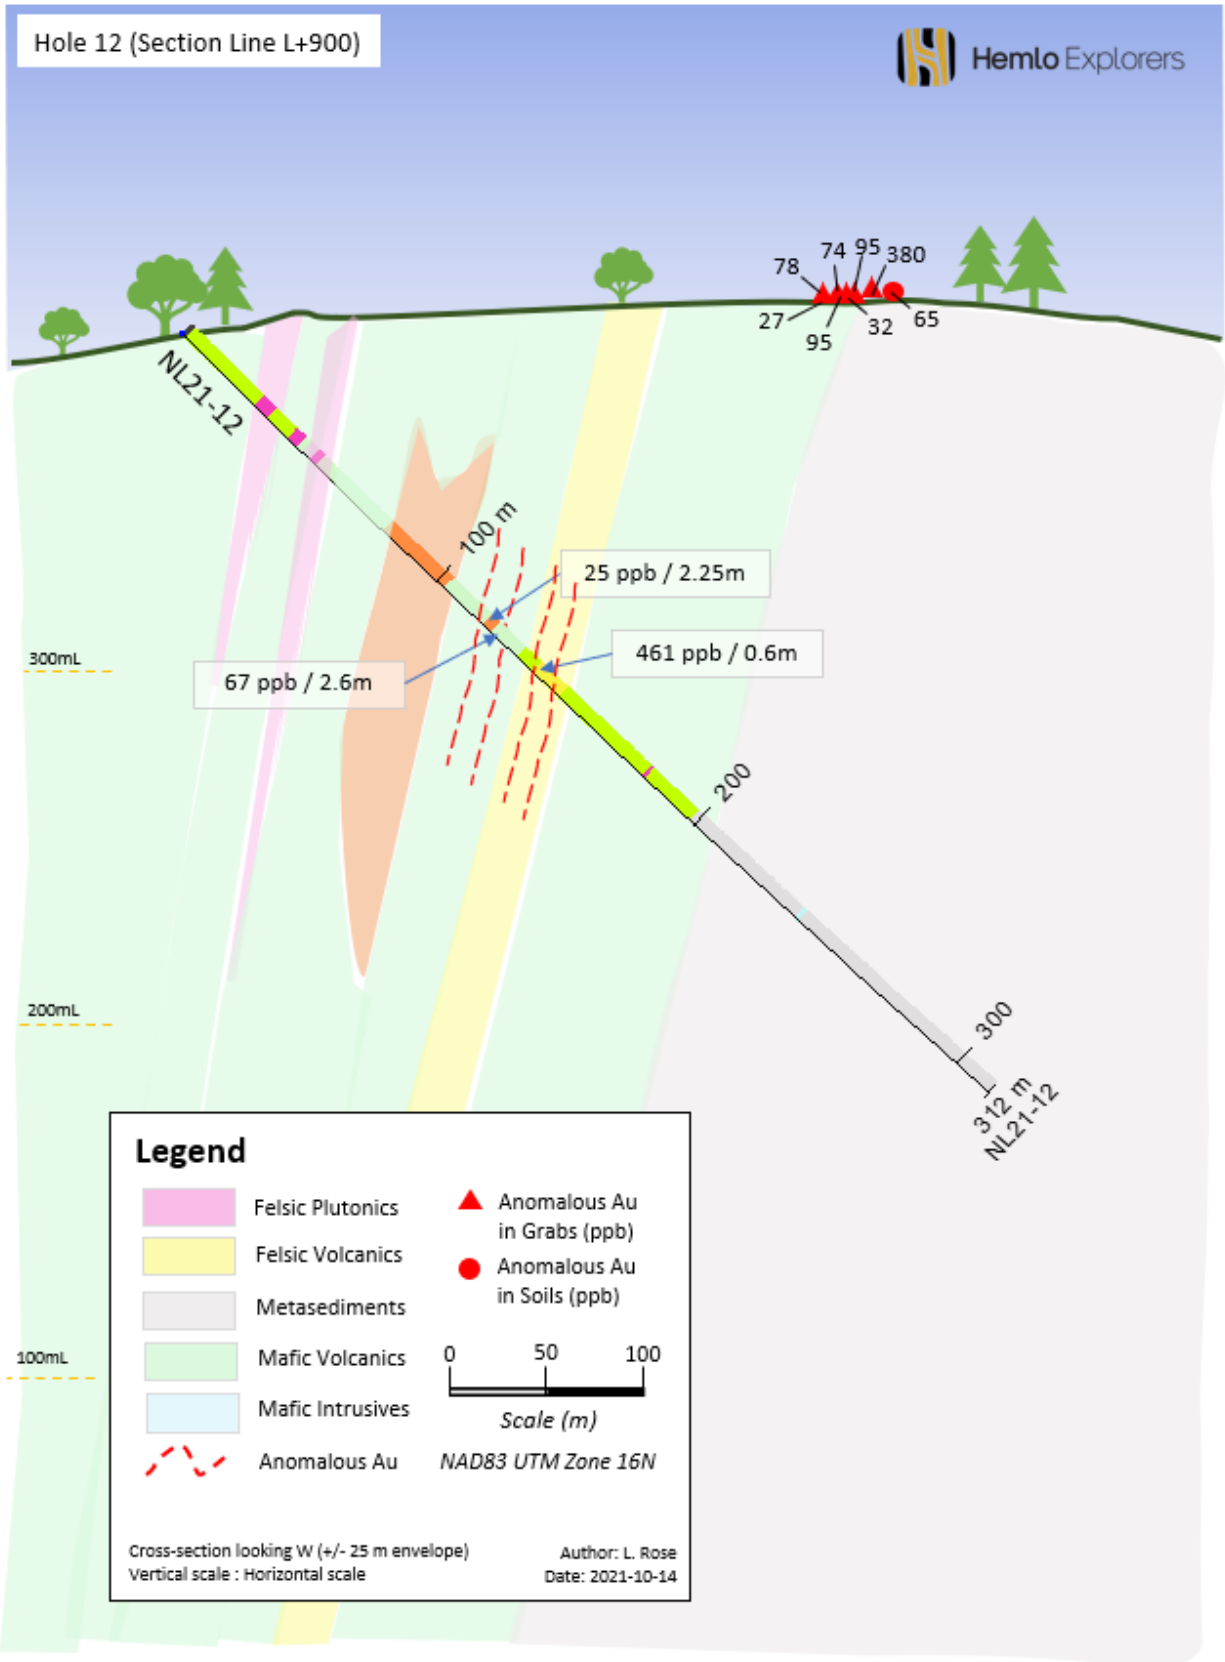 Hole 12 (Section Line L+900)
Hemlo Explorers
74 95
78 380
27 32 65
95
NL21-12
100 m
25 ppb / 2.25m
461 ppb / 0.6m
300mL
67 ppb / 2.6m
200
200mL
300
312 m
NL21-12
100mL
Legend
Felsic Plutonics
Felsic Volcanics
Metasediments
Mafic Volcanics
Mafic Intrusives
Anomalous Au
Anomalous Au
in Grabs (ppb)
Anomalous Au
in Soils (ppb)
0 50 100
Scale (m)
NAD83 UTM Zone 16N
Cross-section looking W (+/- 25 m envelope)
Vertical scale : Horizontal scale
Author: L. Rose
Date: 2021-10-14